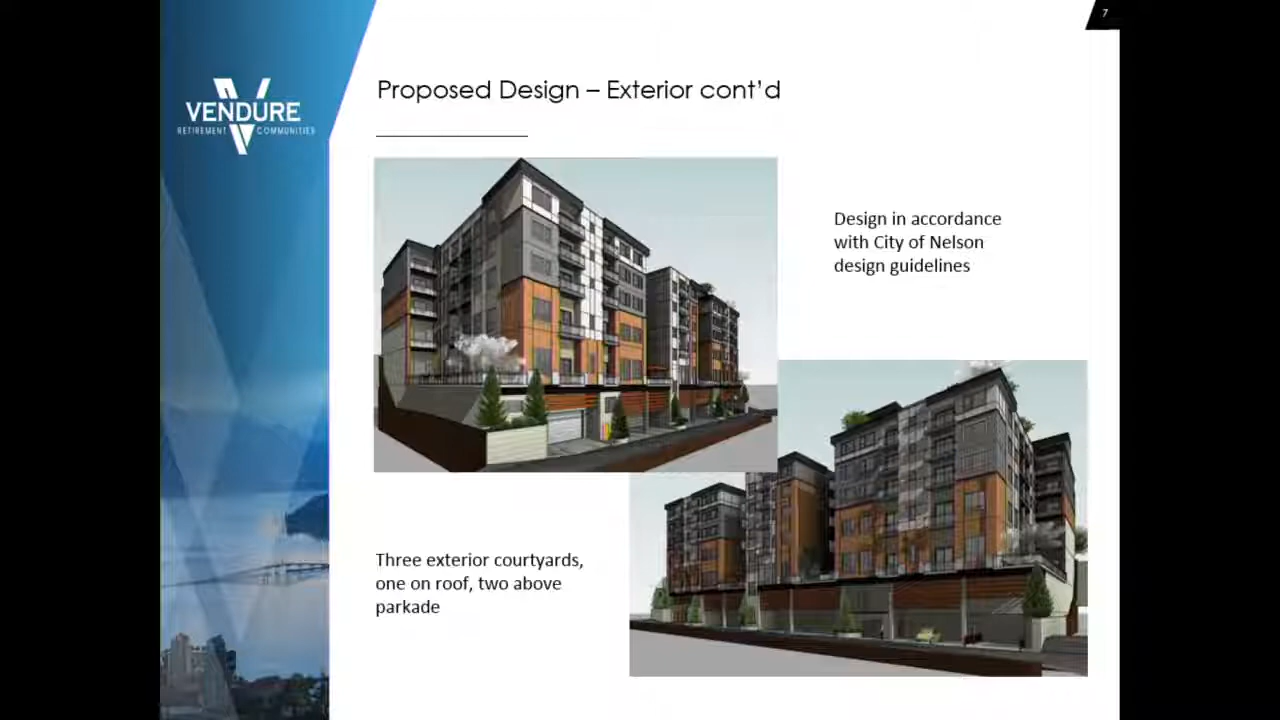 7
VENDURE
RETIREMENT COMMUNITIES
Proposed Design – Exterior cont’d
Design in accordance
with City of Nelson
design guidelines
Three exterior courtyards,
one on roof, two above
parkade